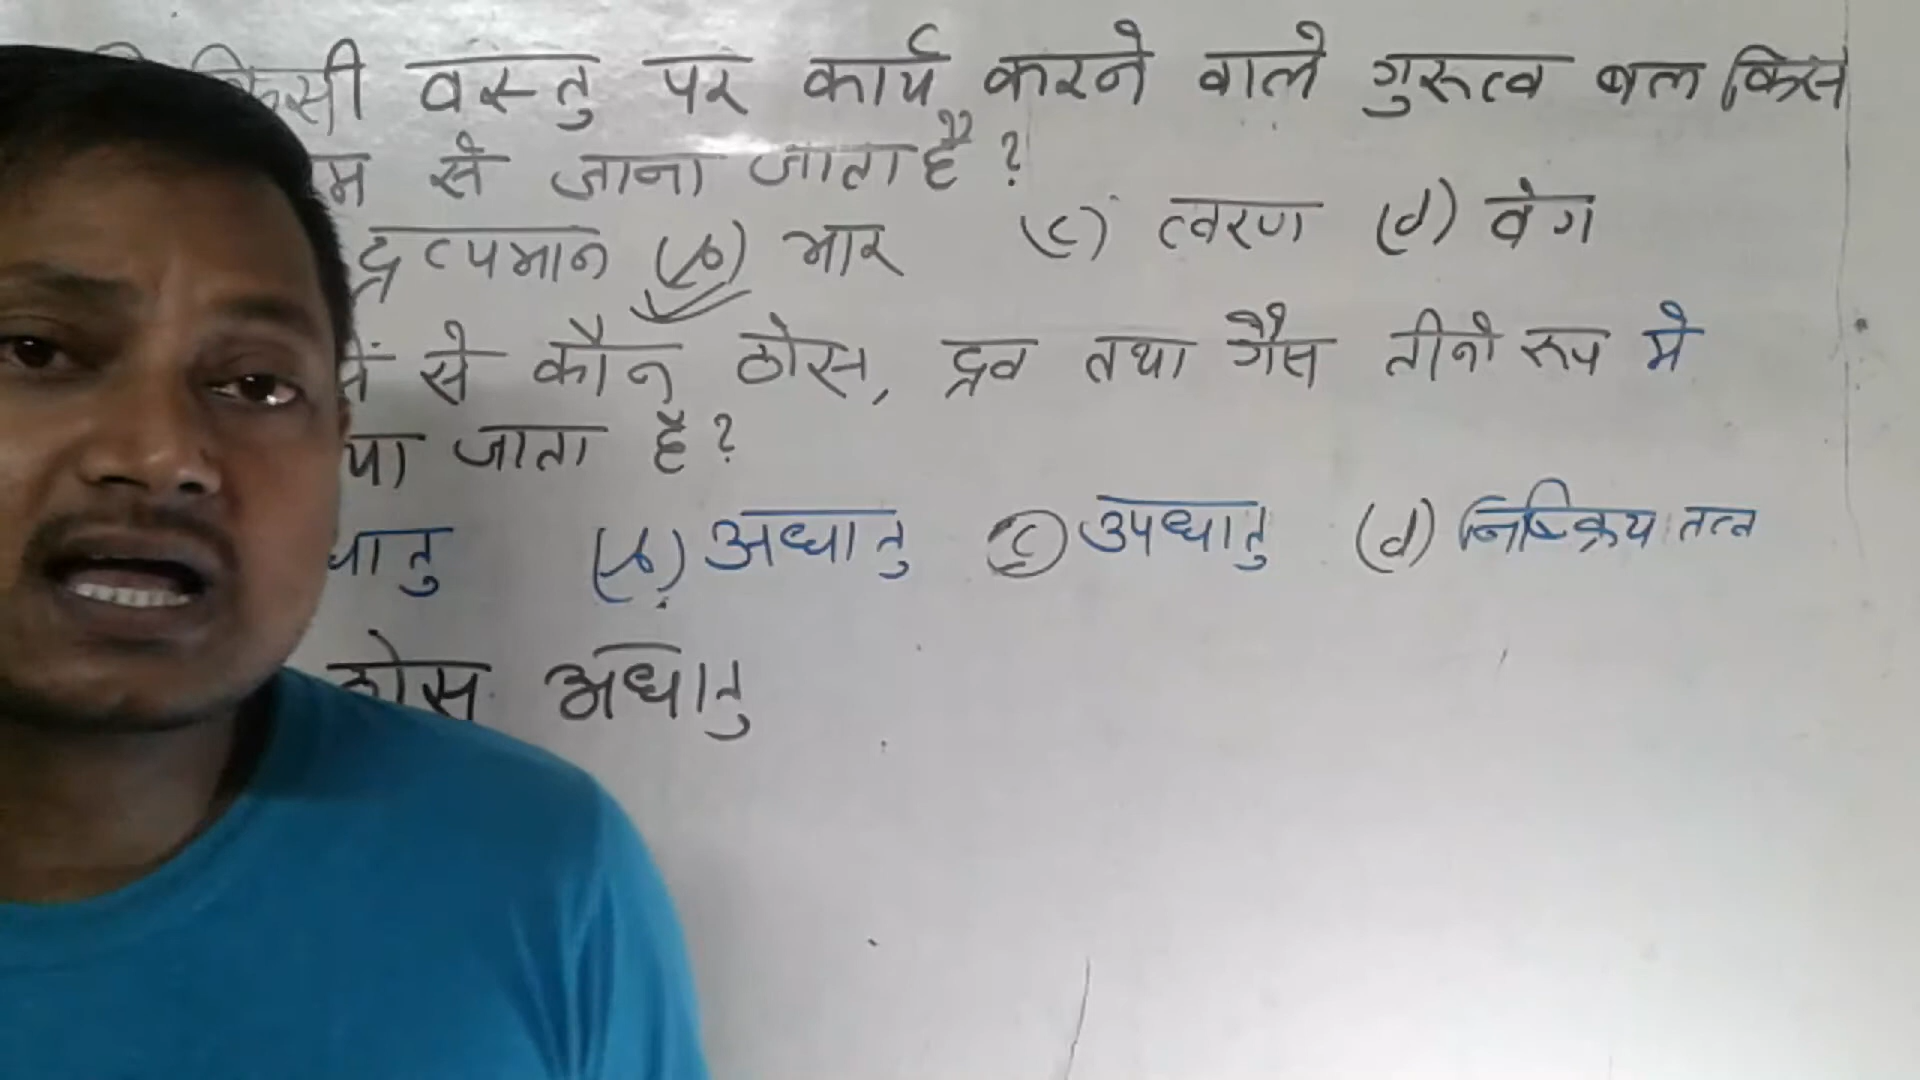 किसी वस्तु पर कार्य करने वाले गुरूत्व बल किस
म से जाना जाता है ?
द्रव्यमान (b) भार (c) त्वरण (d) वेग
में से कौन ठोस, द्रव तथा गैस तीनो रूप मे
या जाता है ?
धातु (b) अधातु (c) उपधातु (d) निष्क्रिय तत्व
ठोस अधातु